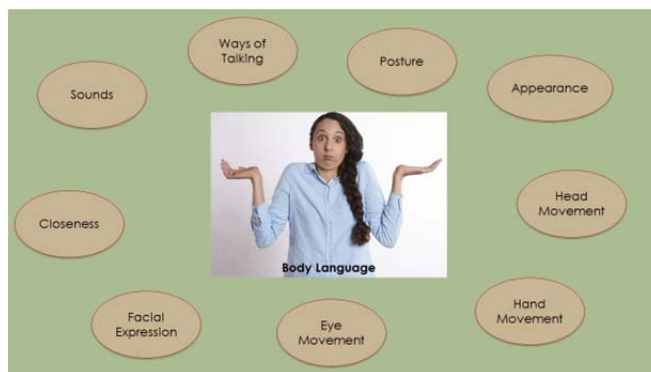 Ways of
Talking
Posture
Sounds
Appearance
Closeness
Head
Movement
Body Language
Facial
Expression
Eye
Movement
Hand
Movement